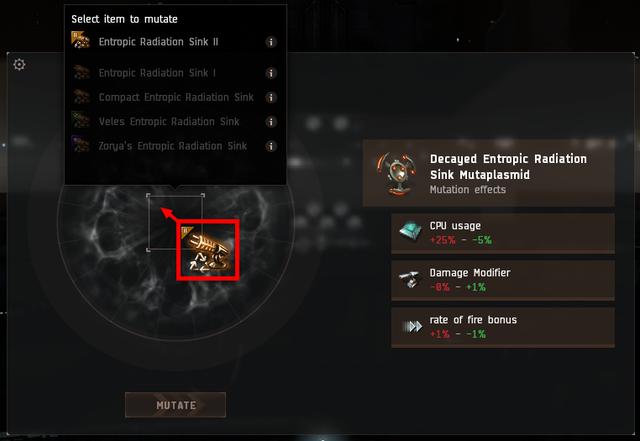 Select item to mutate
Entropic Radiation Sink II
Entropic Radiation Sink I
Compact Entropic Radiation Sink
Veles Entropic Radiation Sink
Zorya's Entropic Radiation Sink
Decayed Entropic Radiation
Sink Mutaplasmid
Mutation effects
CPU usage
+25% - -5%
Damage Modifier
-0% - +1%
rate of fire bonus
+1% - -1%
MUTATE